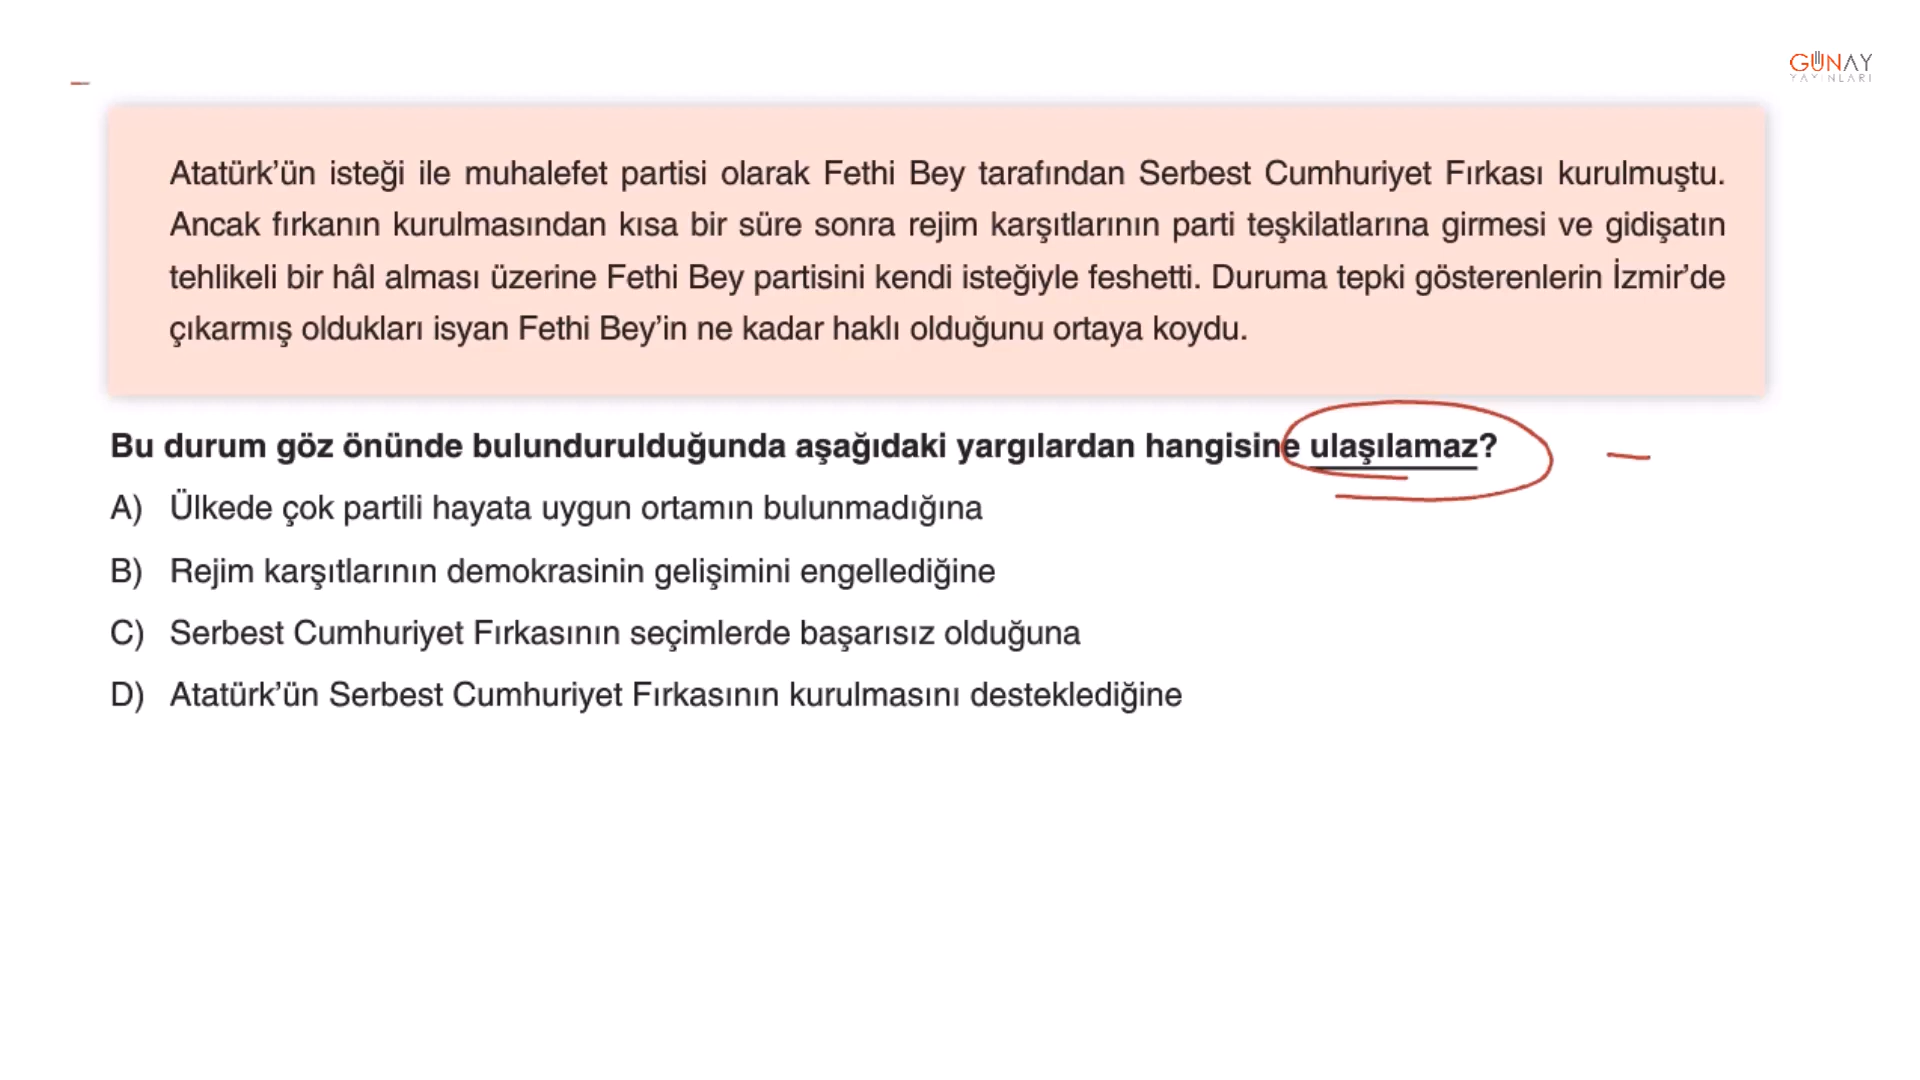 GÜNAY
YAYINLARI
Atatürk’ün isteği ile muhalefet partisi olarak Fethi Bey tarafından Serbest Cumhuriyet Fırkası kurulmuştu.
Ancak fırkanın kurulmasından kısa bir süre sonra rejim karşıtlarının parti teşkilatlarına girmesi ve gidişatın
tehlikeli bir hâl alması üzerine Fethi Bey partisini kendi isteğiyle feshetti. Duruma tepki gösterenlerin İzmir’de
çıkarmış oldukları isyan Fethi Bey’in ne kadar haklı olduğunu ortaya koydu.
Bu durum göz önünde bulundurulduğunda aşağıdaki yargılardan hangisine ulaşılamaz?
A) Ülkede çok partili hayata uygun ortamın bulunmadığına
B) Rejim karşıtlarının demokrasinin gelişimini engellediğine
C) Serbest Cumhuriyet Fırkasının seçimlerde başarısız olduğuna
D) Atatürk’ün Serbest Cumhuriyet Fırkasının kurulmasını desteklediğine